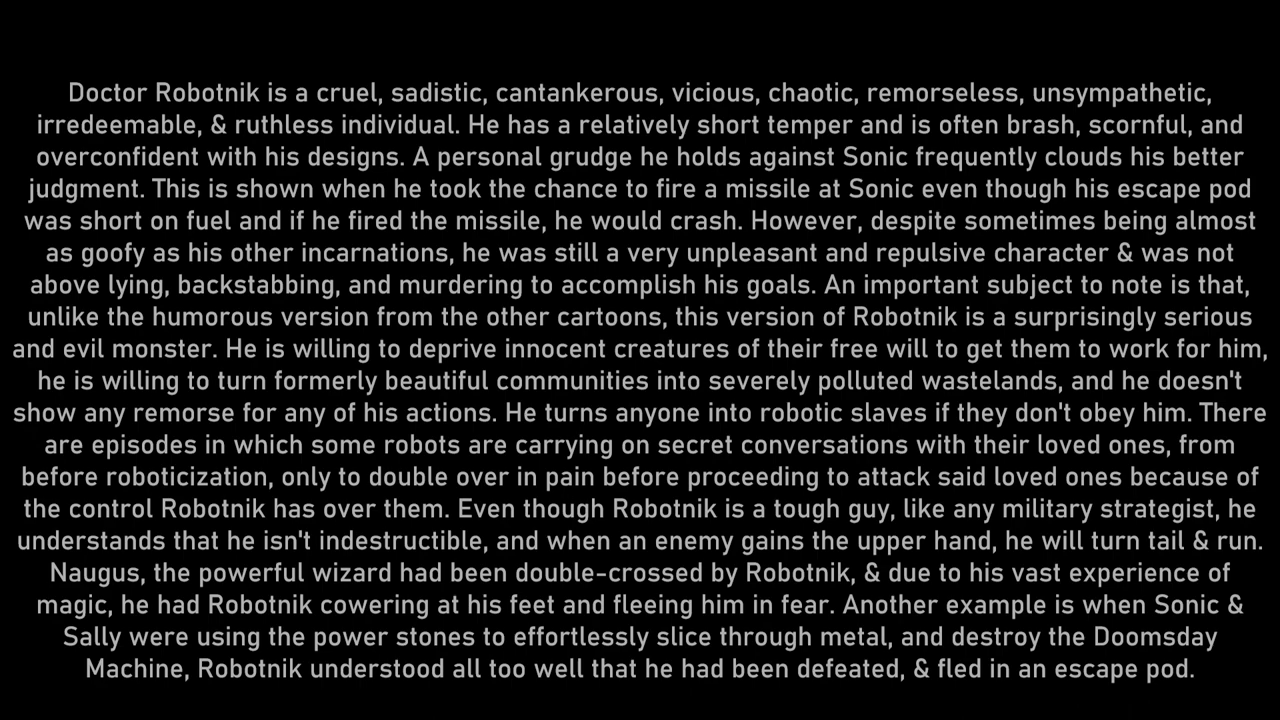 Doctor Robotnik is a cruel, sadistic, cantankerous, vicious, chaotic, remorseless, unsympathetic,
irredeemable, & ruthless individual. He has a relatively short temper and is often brash, scornful, and
overconfident with his designs. A personal grudge he holds against Sonic frequently clouds his better
judgment. This is shown when he took the chance to fire a missile at Sonic even though his escape pod
was short on fuel and if he fired the missile, he would crash. However, despite sometimes being almost
as goofy as his other incarnations, he was still a very unpleasant and repulsive character & was not
above lying, backstabbing, and murdering to accomplish his goals. An important subject to note is that,
unlike the humorous version from the other cartoons, this version of Robotnik is a surprisingly serious
and evil monster. He is willing to deprive innocent creatures of their free will to get them to work for him,
he is willing to turn formerly beautiful communities into severely polluted wastelands, and he doesn't
show any remorse for any of his actions. He turns anyone into robotic slaves if they don't obey him. There
are episodes in which some robots are carrying on secret conversations with their loved ones, from
before roboticization, only to double over in pain before proceeding to attack said loved ones because of
the control Robotnik has over them. Even though Robotnik is a tough guy, like any military strategist, he
understands that he isn't indestructible, and when an enemy gains the upper hand, he will turn tail & run.
Naugus, the powerful wizard had been double-crossed by Robotnik, & due to his vast experience of
magic, he had Robotnik cowering at his feet and fleeing him in fear. Another example is when Sonic &
Sally were using the power stones to effortlessly slice through metal, and destroy the Doomsday
Machine, Robotnik understood all too well that he had been defeated, & fled in an escape pod.